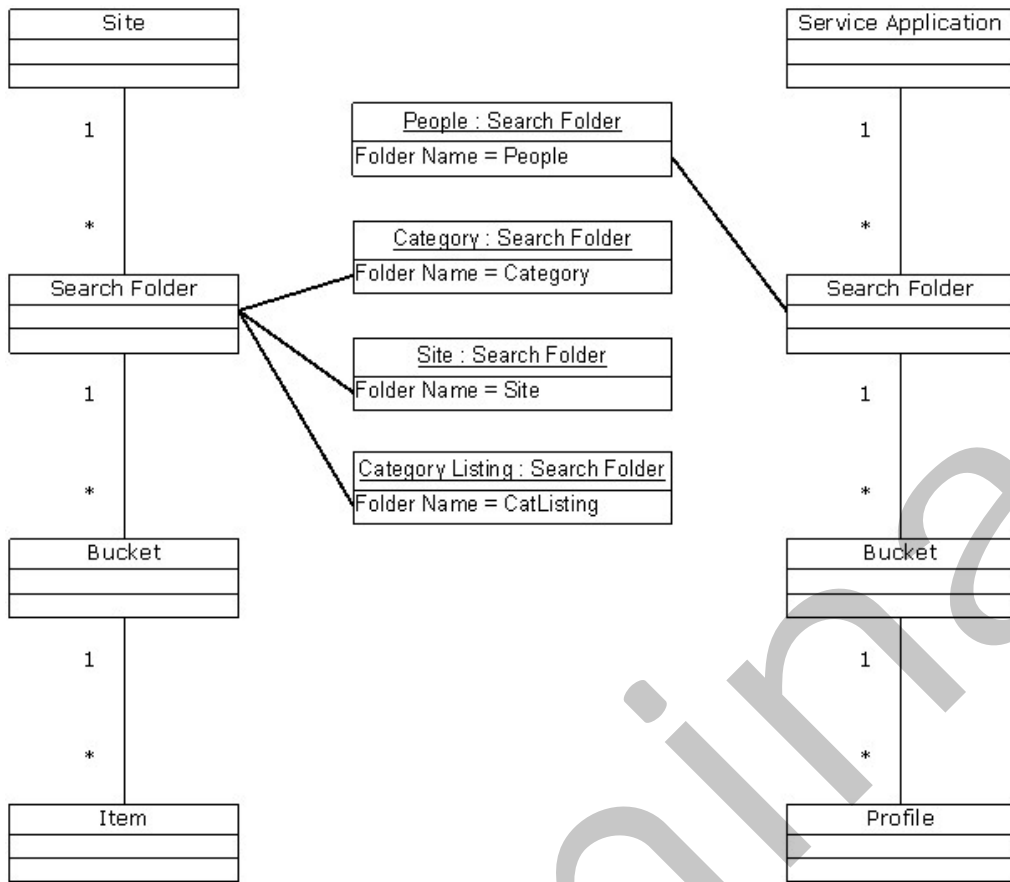 Site
Service Application
1
1
People : Search Folder
Folder Name = People
*
*
Category : Search Folder
Folder Name = Category
Search Folder
Search Folder
Site : Search Folder
Folder Name = Site
1
1
Category Listing : Search Folder
Folder Name = CatListing
*
*
Bucket
Bucket
1
1
*
*
Item
Profile